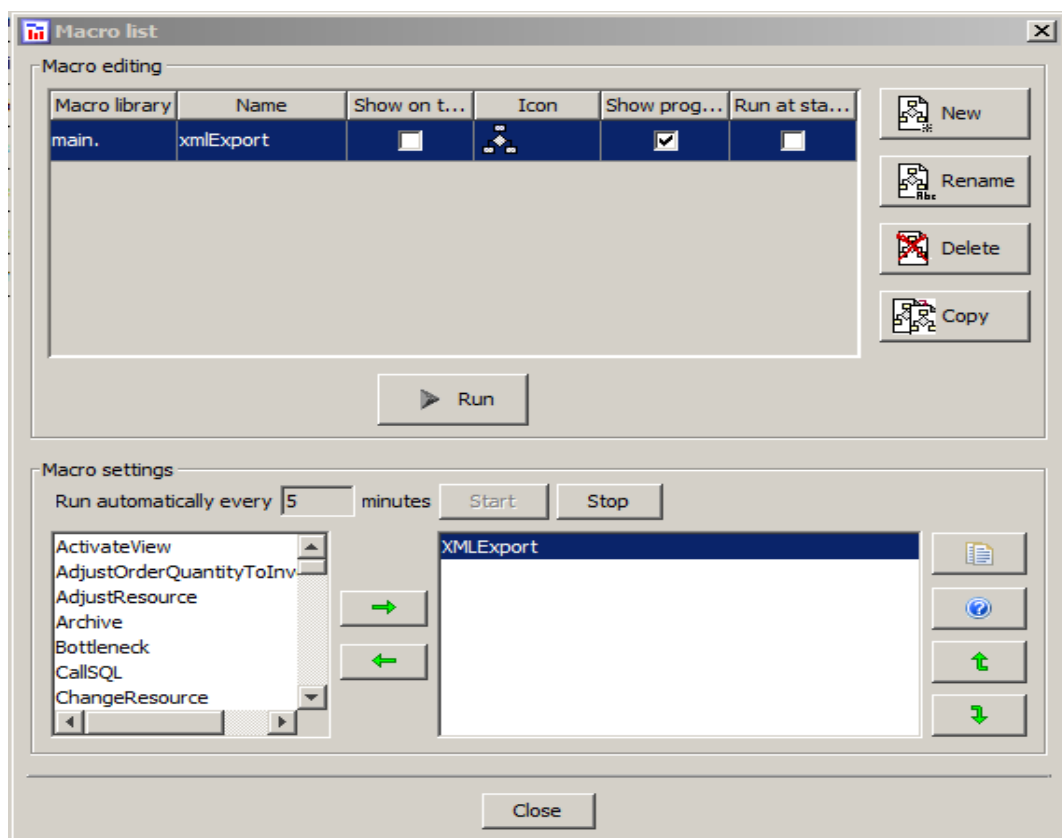 Macro list
Macro editing
Macro library Name Show on t... Icon Show prog... Run at sta...
main. xmlExport
New
Rename
Delete
Copy
Run
Macro settings
Run automatically every 5 minutes Start Stop
ActivateView
AdjustOrderQuantityToInv
AdjustResource
Archive
Bottleneck
CallSQL
ChangeResource
XMLExport
Close